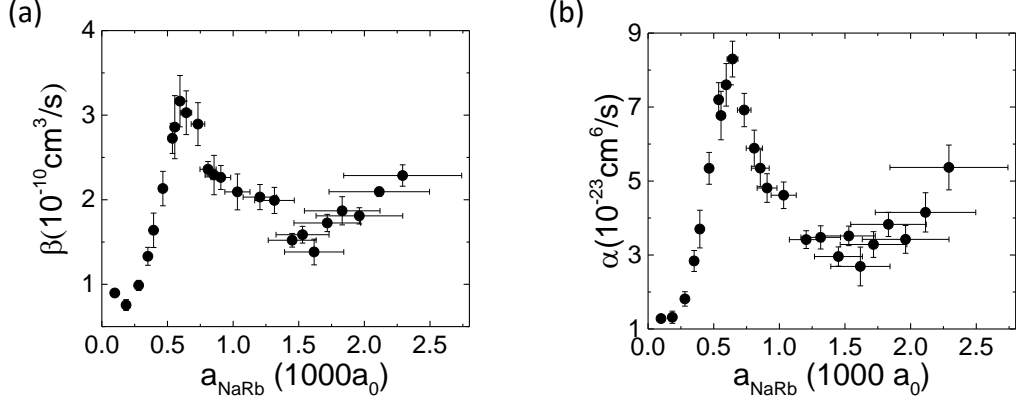 (a)
4
3
2
1
β(10⁻¹⁰cm³/s)
0.0 0.5 1.0 1.5 2.0 2.5
a_NaRb (1000a₀)
(b)
9
7
5
3
1
α(10⁻²³cm⁶/s)
0.0 0.5 1.0 1.5 2.0 2.5
a_NaRb (1000 a₀)